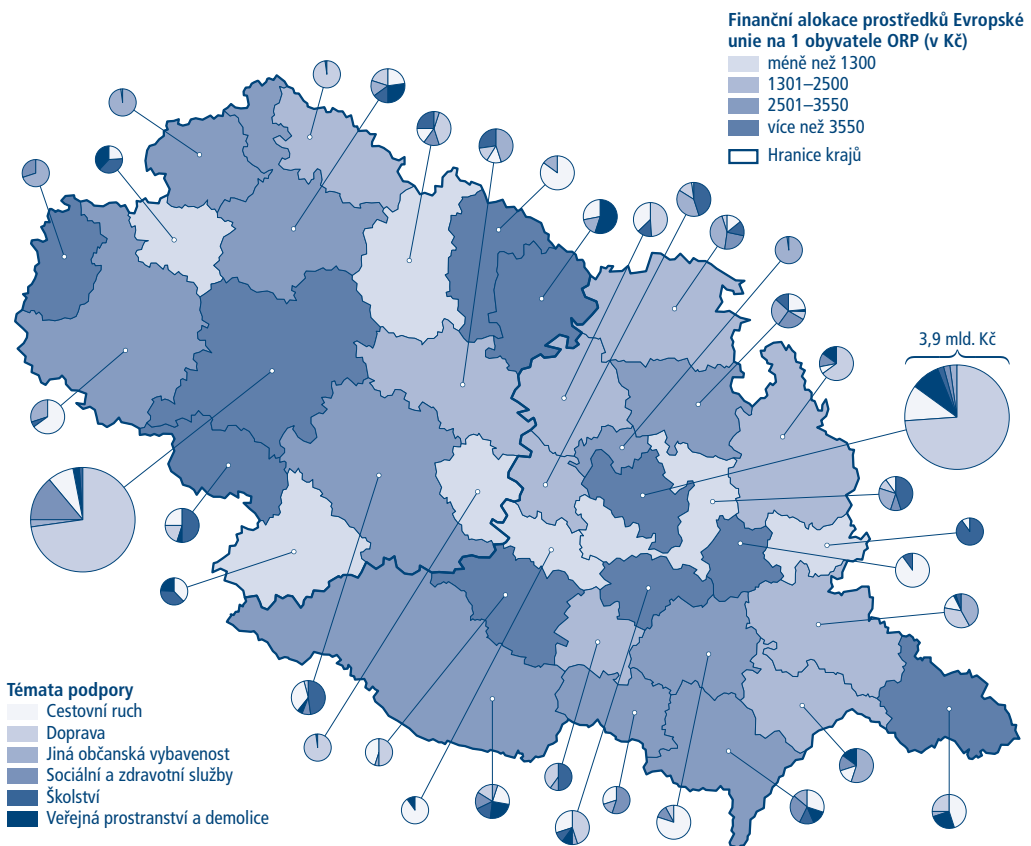 Finanční alokace prostředků Evropské
unie na 1 obyvatele ORP (v Kč)
méně než 1300
1301–2500
2501–3550
více než 3550
Hranice krajů
3,9 mld. Kč
Témata podpory
Cestovní ruch
Doprava
Jiná občanská vybavenost
Sociální a zdravotní služby
Školství
Veřejná prostranství a demolice